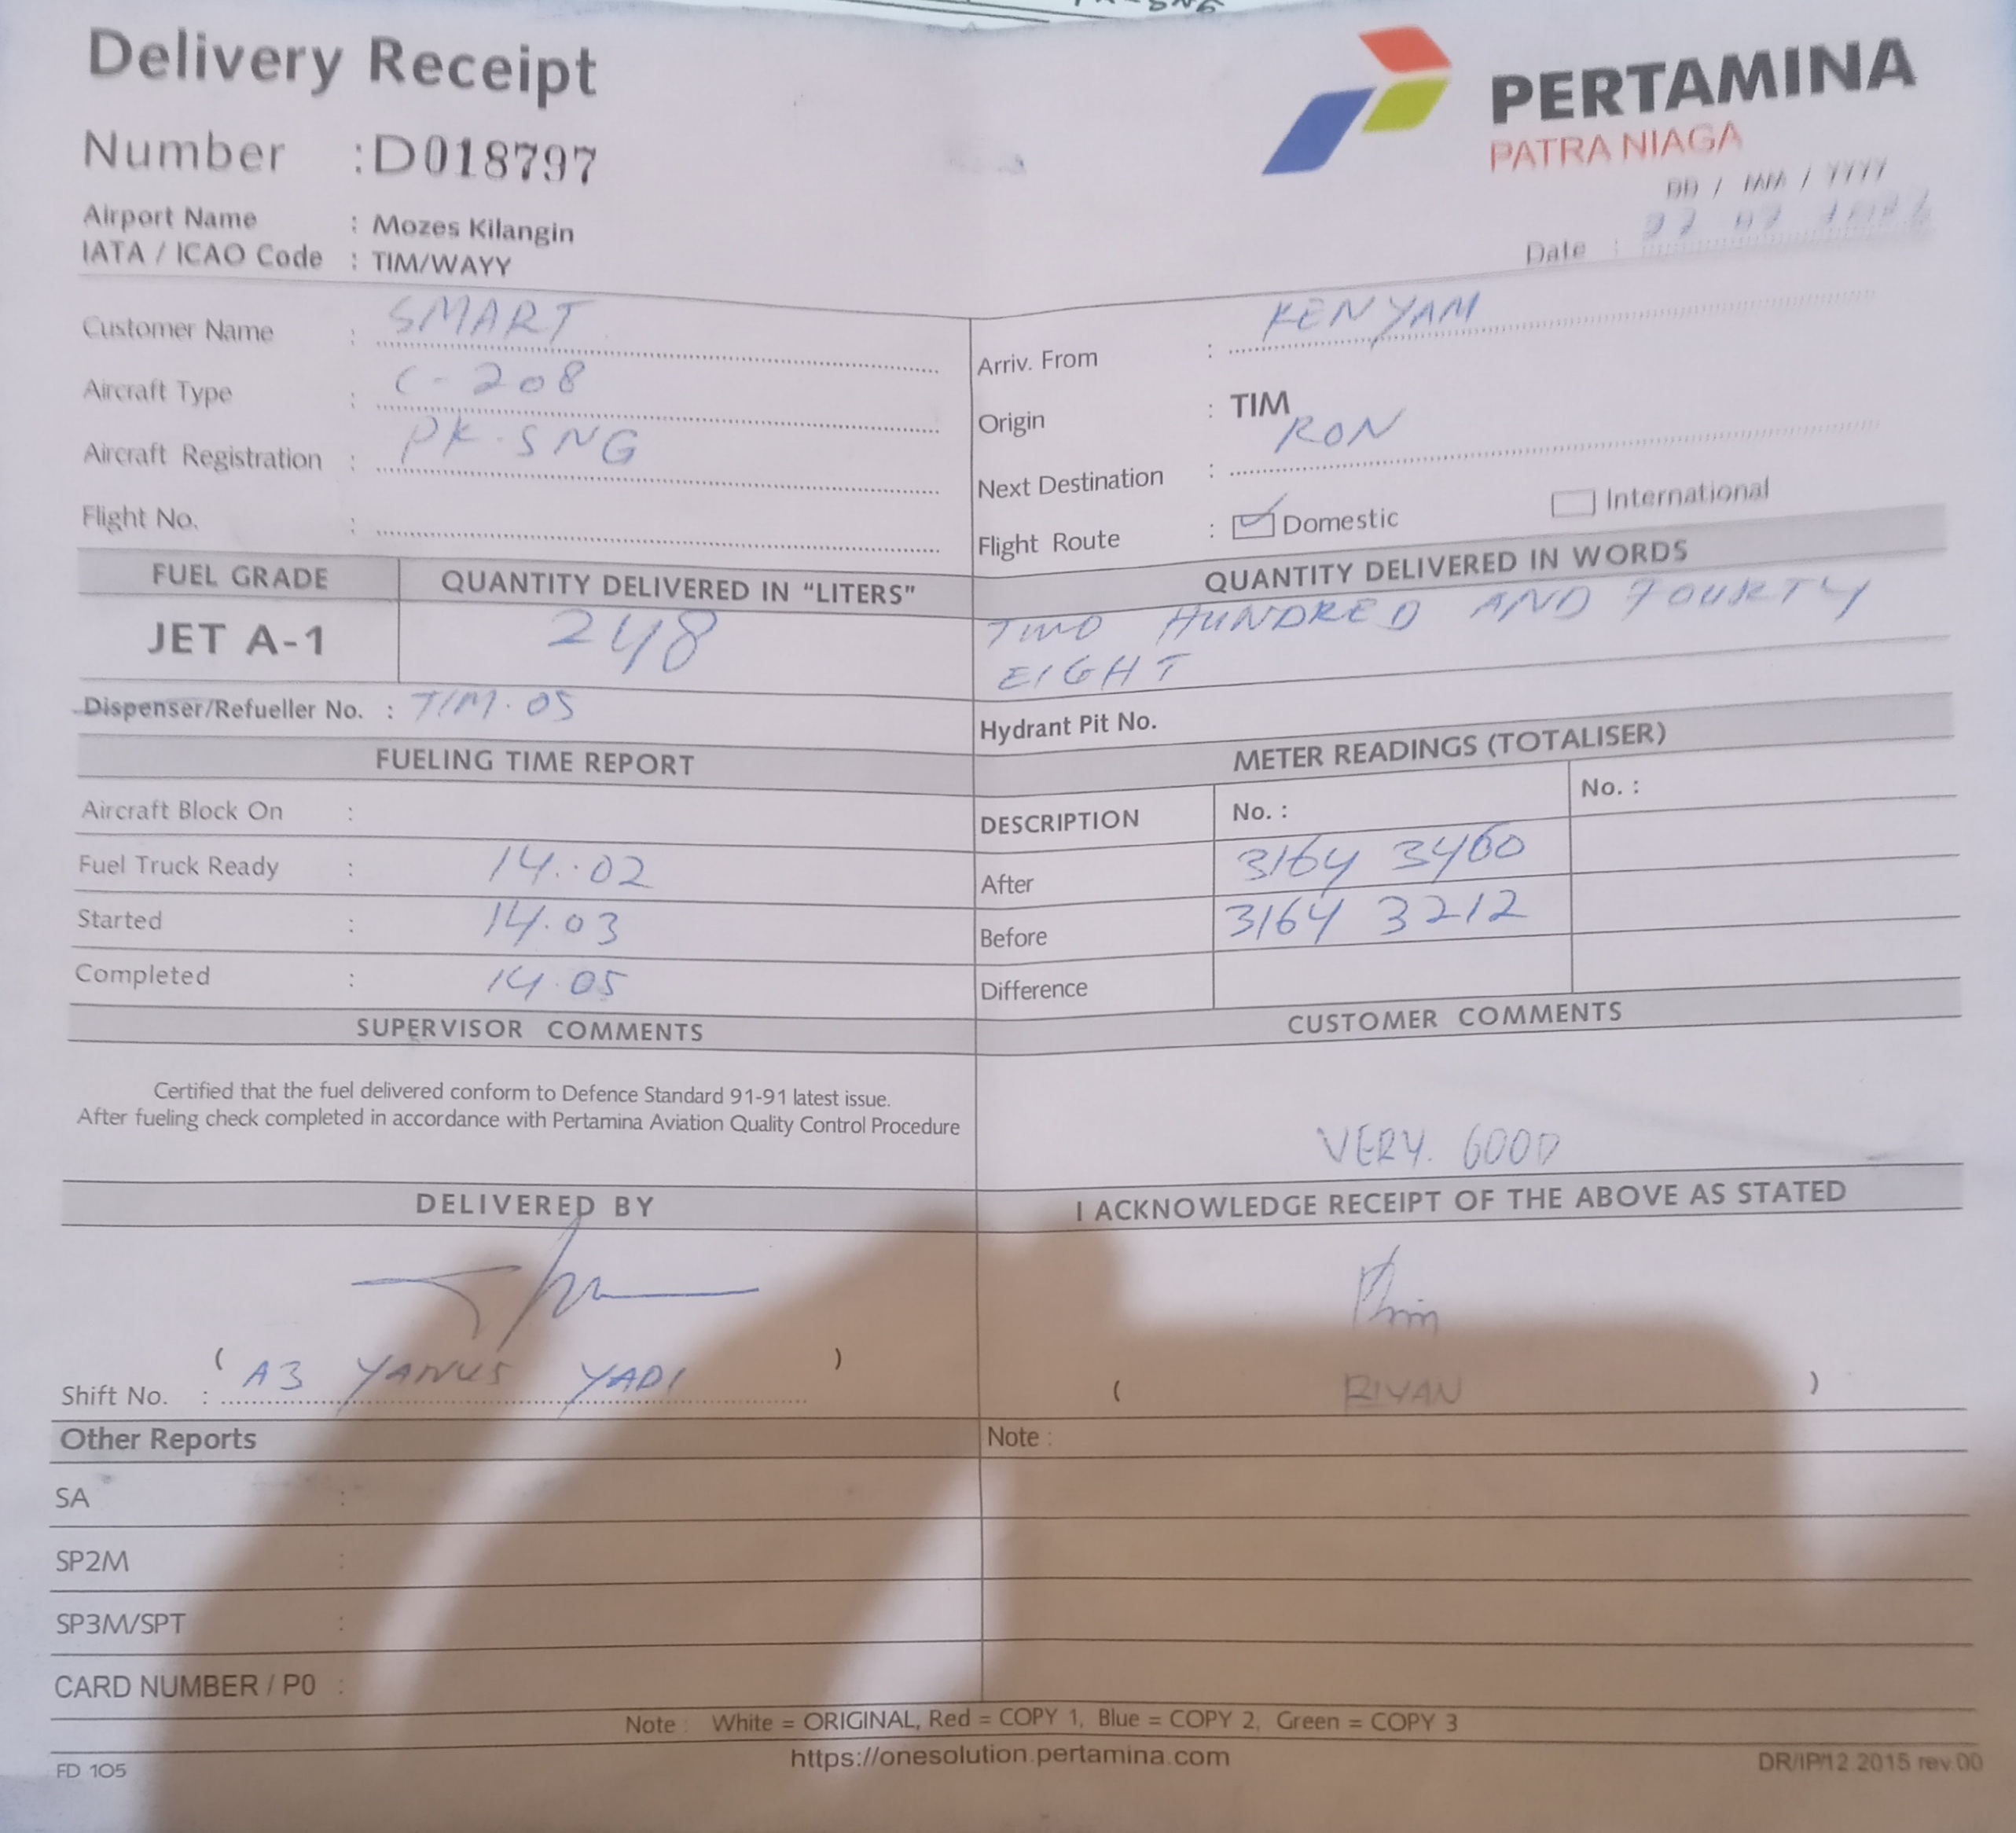 Delivery Receipt
Number : D018797
Airport Name : Mozes Kilangin
IATA / ICAO Code : TIM/WAYY
PERTAMINA
PATRA NIAGA
DD / MM / YYYY
Date :
Customer Name : SMART
Aircraft Type : C-208
Aircraft Registration : PK-SNG
Flight No. :
Arriv. From : KENYAM
Origin : TIM
Next Destination : RON
Flight Route : Domestic International
FUEL GRADE QUANTITY DELIVERED IN “LITERS”
JET A-1 248
QUANTITY DELIVERED IN WORDS
TWO HUNDRED AND FOURTY
EIGHT
Dispenser/Refueller No. : TIM.05
Hydrant Pit No.
FUELING TIME REPORT
Aircraft Block On :
Fuel Truck Ready : 14.02
Started : 14.03
Completed : 14.05
METER READINGS (TOTALISER)
DESCRIPTION No. : No. :
After 3164 3460
Before 3164 3212
Difference
SUPERVISOR COMMENTS
Certified that the fuel delivered conform to Defence Standard 91-91 latest issue.
After fueling check completed in accordance with Pertamina Aviation Quality Control Procedure
CUSTOMER COMMENTS
VERY. GOOD
DELIVERED BY
( )
Shift No. : A3 YANUS YADI
I ACKNOWLEDGE RECEIPT OF THE ABOVE AS STATED
( RIYAN )
Other Reports
SA :
SP2M :
SP3M/SPT :
CARD NUMBER / P0 :
Note :
Note : White = ORIGINAL, Red = COPY 1, Blue = COPY 2, Green = COPY 3
https://onesolution.pertamina.com
FD 105
DR/IP/12.2015 rev.00